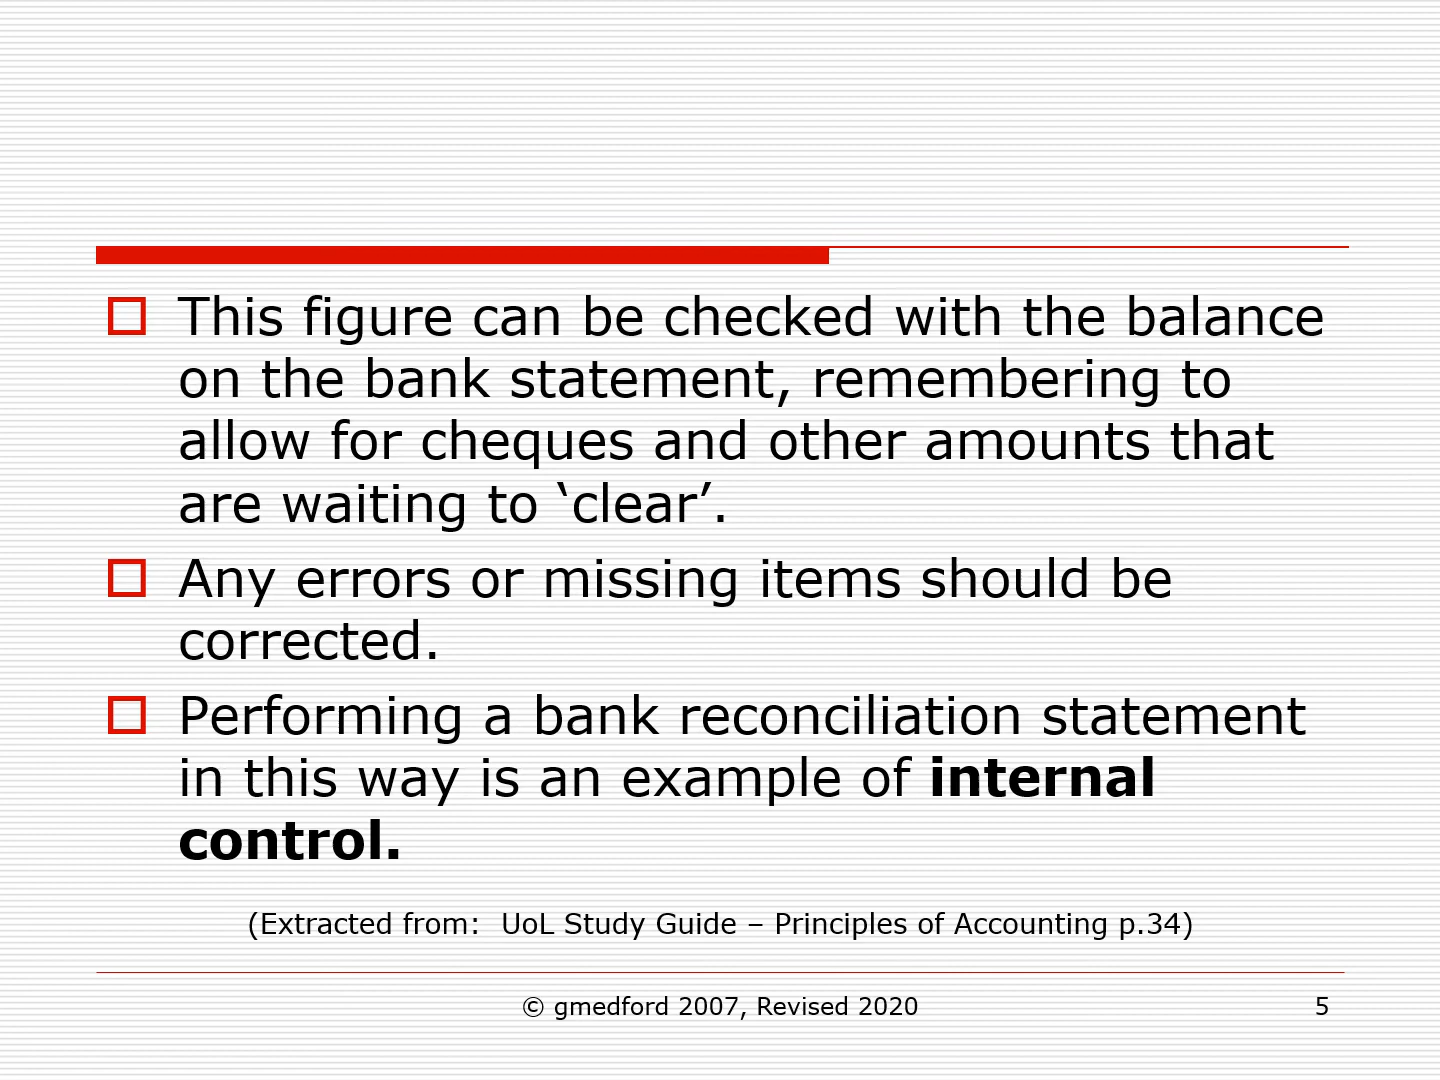 This figure can be checked with the balance
on the bank statement, remembering to
allow for cheques and other amounts that
are waiting to ‘clear’.
Any errors or missing items should be
corrected.
Performing a bank reconciliation statement
in this way is an example of internal
control.
(Extracted from:  UoL Study Guide – Principles of Accounting p.34)
© gmedford 2007, Revised 2020
5